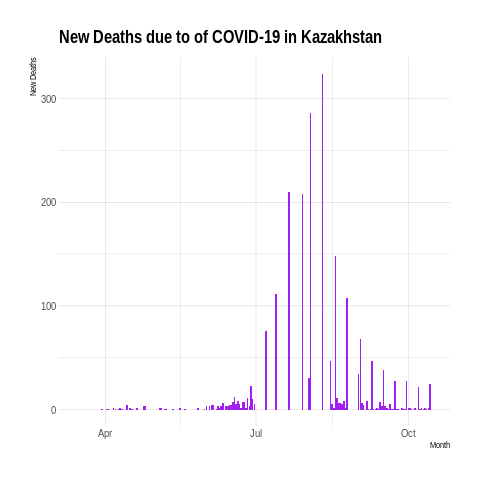 New Deaths due to of COVID-19 in Kazakhstan
New Deaths
300
200
100
0
Apr
Jul
Oct
Month